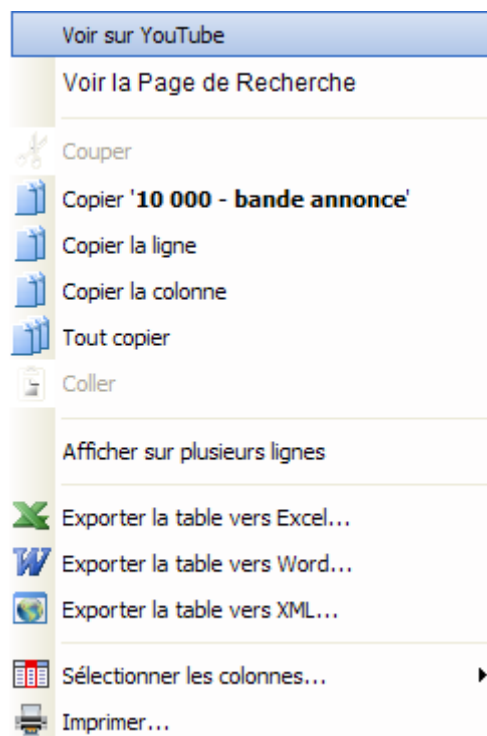 Voir sur YouTube
Voir la Page de Recherche
Couper
Copier '10 000 - bande annonce'
Copier la ligne
Copier la colonne
Tout copier
Coller
Afficher sur plusieurs lignes
Exporter la table vers Excel...
Exporter la table vers Word...
Exporter la table vers XML...
Sélectionner les colonnes...
Imprimer...